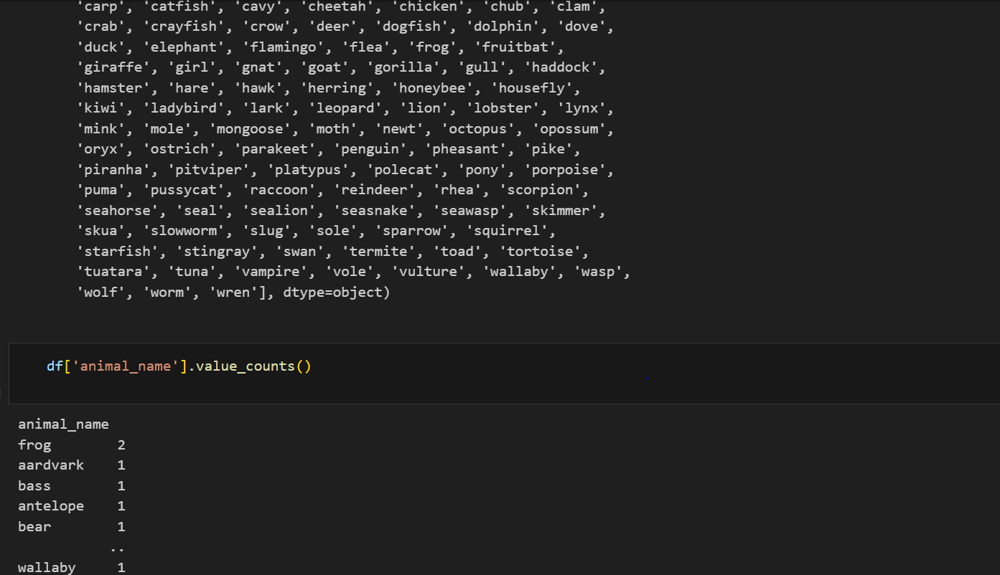 'carp', 'catfish', 'cavy', 'cheetah', 'chicken', 'chub', 'clam',
'crab', 'crayfish', 'crow', 'deer', 'dogfish', 'dolphin', 'dove',
'duck', 'elephant', 'flamingo', 'flea', 'frog', 'fruitbat',
'giraffe', 'girl', 'gnat', 'goat', 'gorilla', 'gull', 'haddock',
'hamster', 'hare', 'hawk', 'herring', 'honeybee', 'housefly',
'kiwi', 'ladybird', 'lark', 'leopard', 'lion', 'lobster', 'lynx',
'mink', 'mole', 'mongoose', 'moth', 'newt', 'octopus', 'opossum',
'oryx', 'ostrich', 'parakeet', 'penguin', 'pheasant', 'pike',
'piranha', 'pitviper', 'platypus', 'polecat', 'pony', 'porpoise',
'puma', 'pussycat', 'raccoon', 'reindeer', 'rhea', 'scorpion',
'seahorse', 'seal', 'sealion', 'seasnake', 'seawasp', 'skimmer',
'skua', 'slowworm', 'slug', 'sole', 'sparrow', 'squirrel',
'starfish', 'stingray', 'swan', 'termite', 'toad', 'tortoise',
'tuatara', 'tuna', 'vampire', 'vole', 'vulture', 'wallaby', 'wasp',
'wolf', 'worm', 'wren'], dtype=object)
df['animal_name'].value_counts()
animal_name
frog 2
aardvark 1
bass 1
antelope 1
bear 1
..
wallaby 1